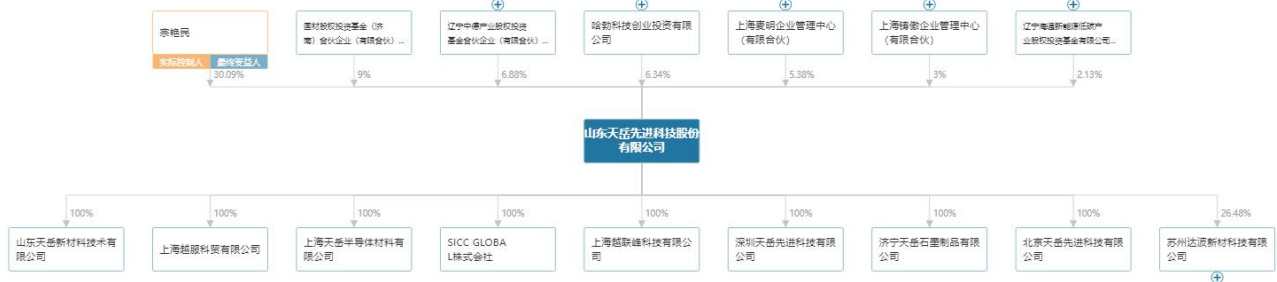 宗艳民
实际控制人 最终受益人
30.09%
国材股权投资基金（济
南）合伙企业（有限合伙）...
9%
辽宁中德产业股权投资
基金合伙企业（有限合伙）...
6.88%
哈勃科技创业投资有限
公司
6.34%
上海麦明企业管理中心
(有限合伙)
5.38%
上海铸傲企业管理中心
（有限合伙）
3%
辽宁海通新能源低碳产
业股权投资基金有限公司...
2.13%
山东天岳先进科技股份
有限公司
100%
山东天岳新材料技术有
限公司
100%
上海越服科贸有限公司
100%
上海天岳半导体材料有
限公司
100%
SICC GLOBA
L株式会社
100%
上海越联峰科技有限公
司
100%
深圳天岳先进科技有限
公司
100%
济宁天岳石墨制品有限
公司
100%
北京天岳先进科技有限
公司
26.48%
苏州达波新材科技有限
公司